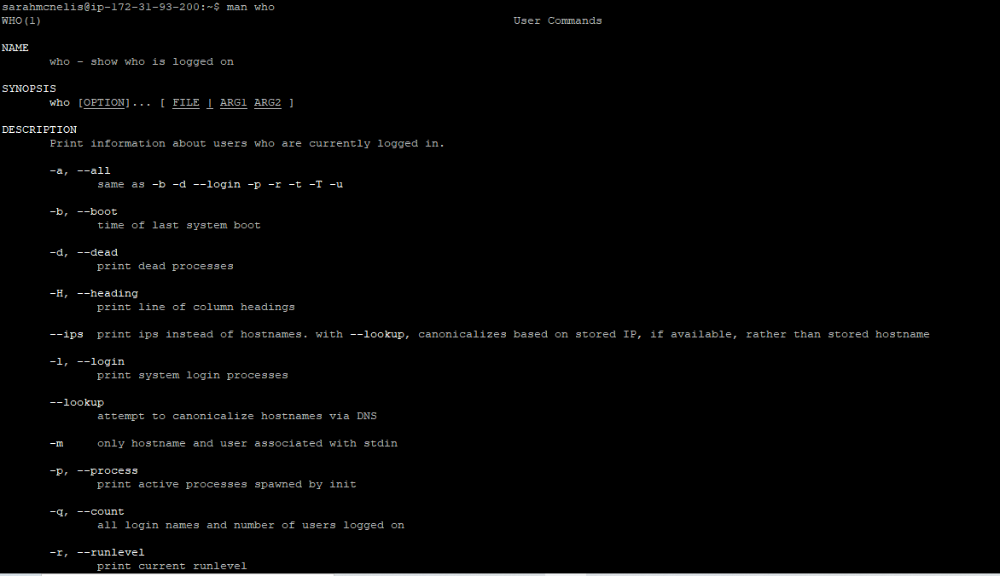 sarahmcnelis@ip-172-31-93-200:~$ man who
WHO(1) User Commands
NAME
who - show who is logged on
SYNOPSIS
who [OPTION]... [ FILE | ARG1 ARG2 ]
DESCRIPTION
Print information about users who are currently logged in.
-a, --all
same as -b -d --login -p -r -t -T -u
-b, --boot
time of last system boot
-d, --dead
print dead processes
-H, --heading
print line of column headings
--ips print ips instead of hostnames. with --lookup, canonicalizes based on stored IP, if available, rather than stored hostname
-l, --login
print system login processes
--lookup
attempt to canonicalize hostnames via DNS
-m only hostname and user associated with stdin
-p, --process
print active processes spawned by init
-q, --count
all login names and number of users logged on
-r, --runlevel
print current runlevel